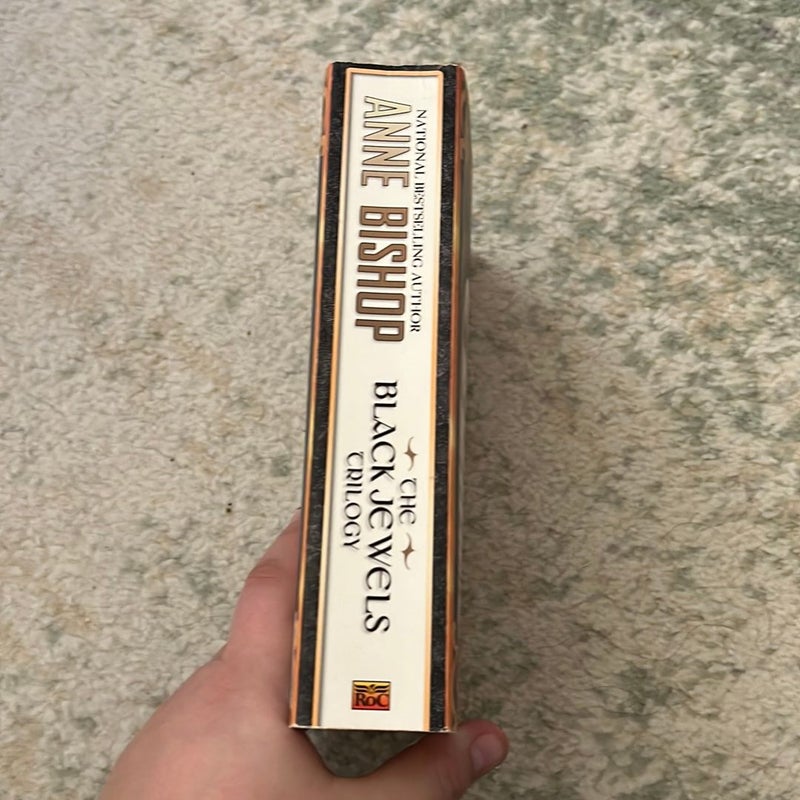 NATIONAL BESTSELLING AUTHOR
ANNE BISHOP
THE
BLACK JEWELS
TRILOGY
ROC